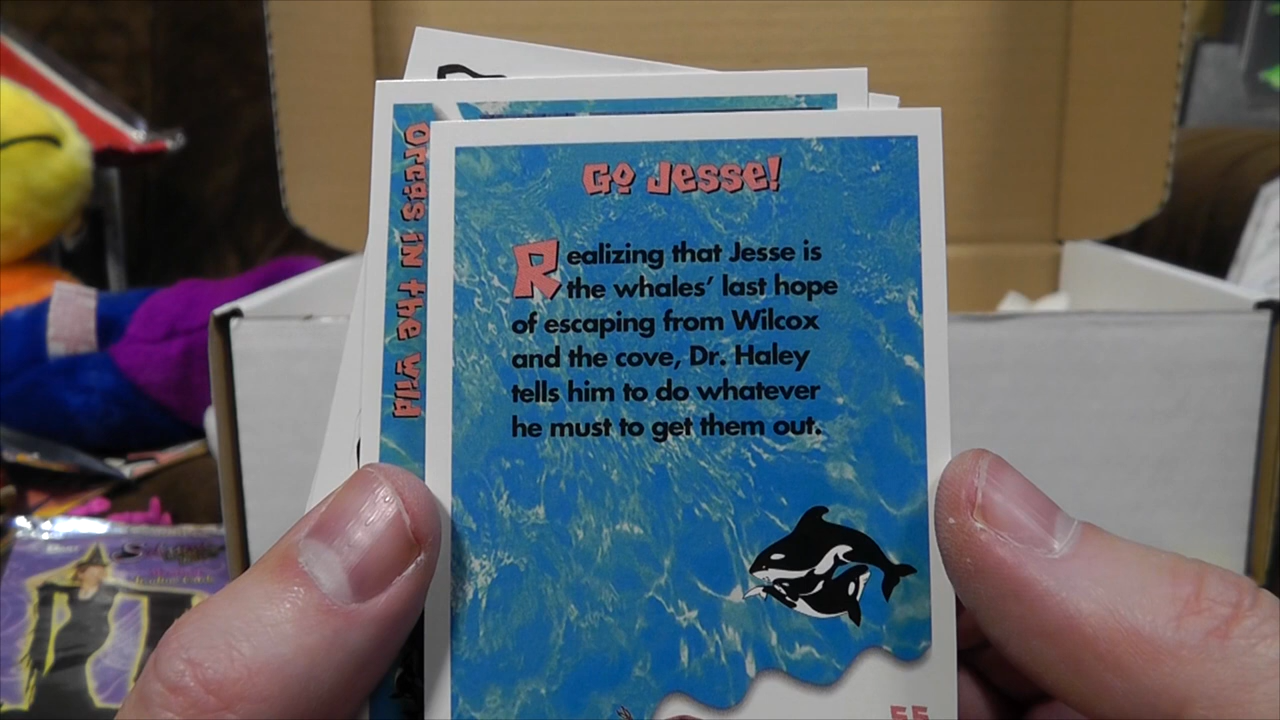 Go Jesse!
Realizing that Jesse is
the whales' last hope
of escaping from Wilcox
and the cove, Dr. Haley
tells him to do whatever
he must to get them out.
55
Orcas in the Wild